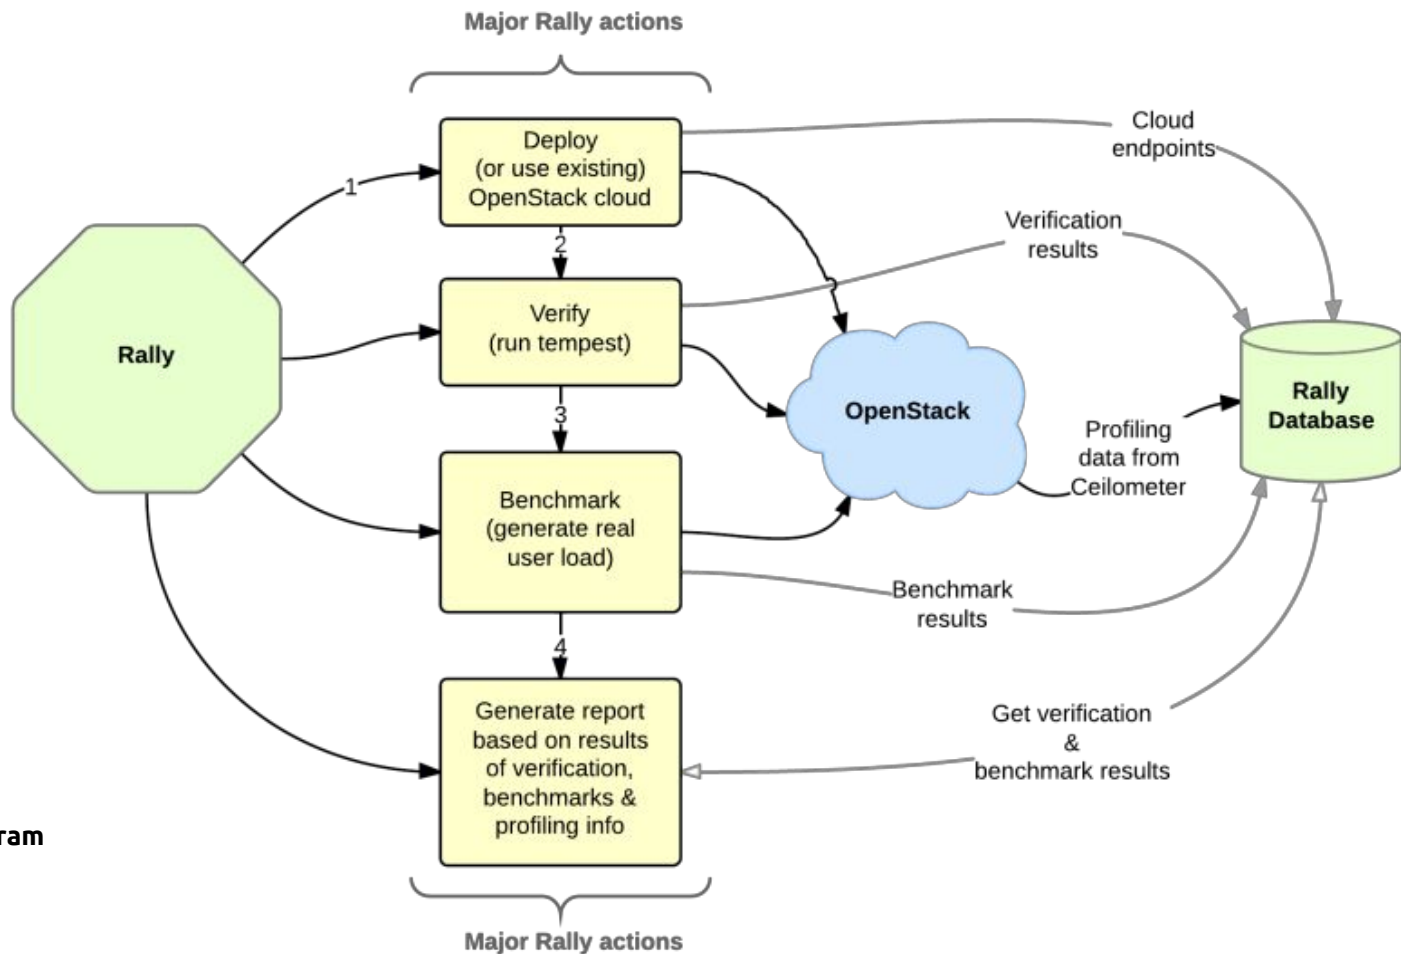 Major Rally actions
Deploy
(or use existing)
OpenStack cloud
1
2
Cloud
endpoints
Verification
results
Rally
Verify
(run tempest)
OpenStack
Rally
Database
3
Profiling
data from
Ceilometer
Benchmark
(generate real
user load)
Benchmark
results
4
Generate report
based on results
of verification,
benchmarks &
profiling info
Get verification
&
benchmark results
ram
Major Rally actions